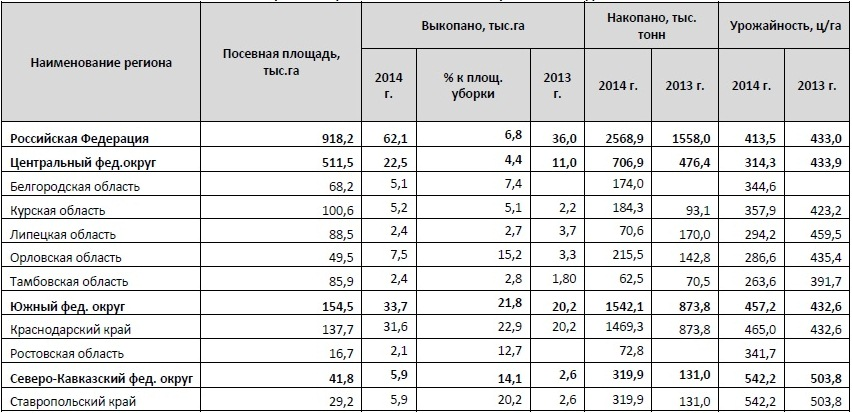 Наименование региона Посевная площадь, тыс.га Выкопано, тыс.га Накопано, тыс. тонн Урожайность, ц/га
2014 г. % к площ. уборки 2013 г. 2014 г. 2013 г. 2014 г. 2013 г.
Российская Федерация 918,2 62,1 6,8 36,0 2568,9 1558,0 413,5 433,0
Центральный фед.округ 511,5 22,5 4,4 11,0 706,9 476,4 314,3 433,9
Белгородская область 68,2 5,1 7,4 174,0 344,6
Курская область 100,6 5,2 5,1 2,2 184,3 93,1 357,9 423,2
Липецкая область 88,5 2,4 2,7 3,7 70,6 170,0 294,2 459,5
Орловская область 49,5 7,5 15,2 3,3 215,5 142,8 286,6 435,4
Тамбовская область 85,9 2,4 2,8 1,80 62,5 70,5 263,6 391,7
Южный фед. округ 154,5 33,7 21,8 20,2 1542,1 873,8 457,2 432,6
Краснодарский край 137,7 31,6 22,9 20,2 1469,3 873,8 465,0 432,6
Ростовская область 16,7 2,1 12,7 72,8 341,7
Северо-Кавказский фед. округ 41,8 5,9 14,1 2,6 319,9 131,0 542,2 503,8
Ставропольский край 29,2 5,9 20,2 2,6 319,9 131,0 542,2 503,8